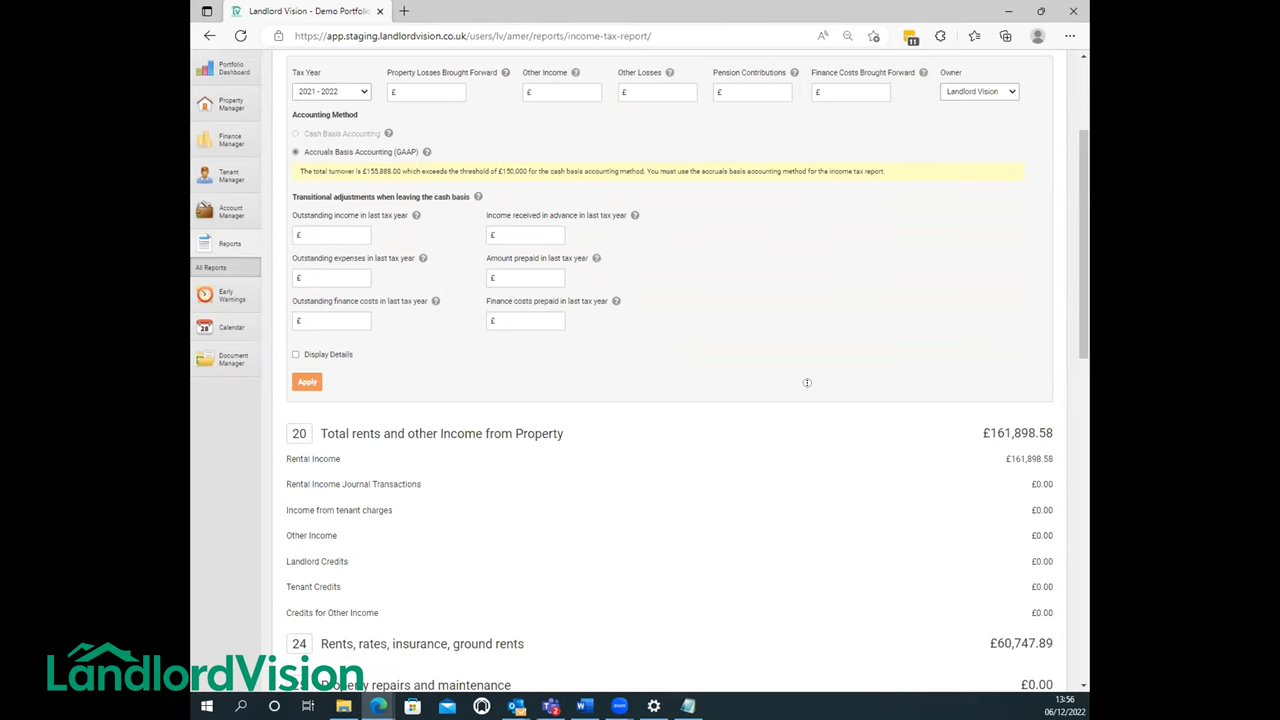 Landlord Vision - Demo Portfolio
https://app.staging.landlordvision.co.uk/users/lv/amer/reports/income-tax-report/
11
Portfolio
Dashboard
Property
Manager
Finance
Manager
Tenant
Manager
Account
Manager
Reports
All Reports
Early
Warnings
28
Calendar
Document
Manager
Tax Year
Property Losses Brought Forward ?
Other Income ?
Other Losses ?
Pension Contributions ?
Finance Costs Brought Forward ?
Owner
2021 - 2022
£
£
£
£
£
Landlord Vision
Accounting Method
Cash Basis Accounting ?
Accruals Basis Accounting (GAAP) ?
The total turnover is £155,888.00 which exceeds the threshold of £150,000 for the cash basis accounting method. You must use the accruals basis accounting method for the income tax report.
Transitional adjustments when leaving the cash basis ?
Outstanding income in last tax year ?
Income received in advance in last tax year ?
£
£
Outstanding expenses in last tax year ?
Amount prepaid in last tax year ?
£
£
Outstanding finance costs in last tax year ?
Finance costs prepaid in last tax year ?
£
£
Display Details
Apply
20 Total rents and other Income from Property £161,898.58
Rental Income £161,898.58
Rental Income Journal Transactions £0.00
Income from tenant charges £0.00
Other Income £0.00
Landlord Credits £0.00
Tenant Credits £0.00
Credits for Other Income £0.00
24 Rents, rates, insurance, ground rents £60,747.89
Property repairs and maintenance £0.00
LandlordVision
13:56
06/12/2022